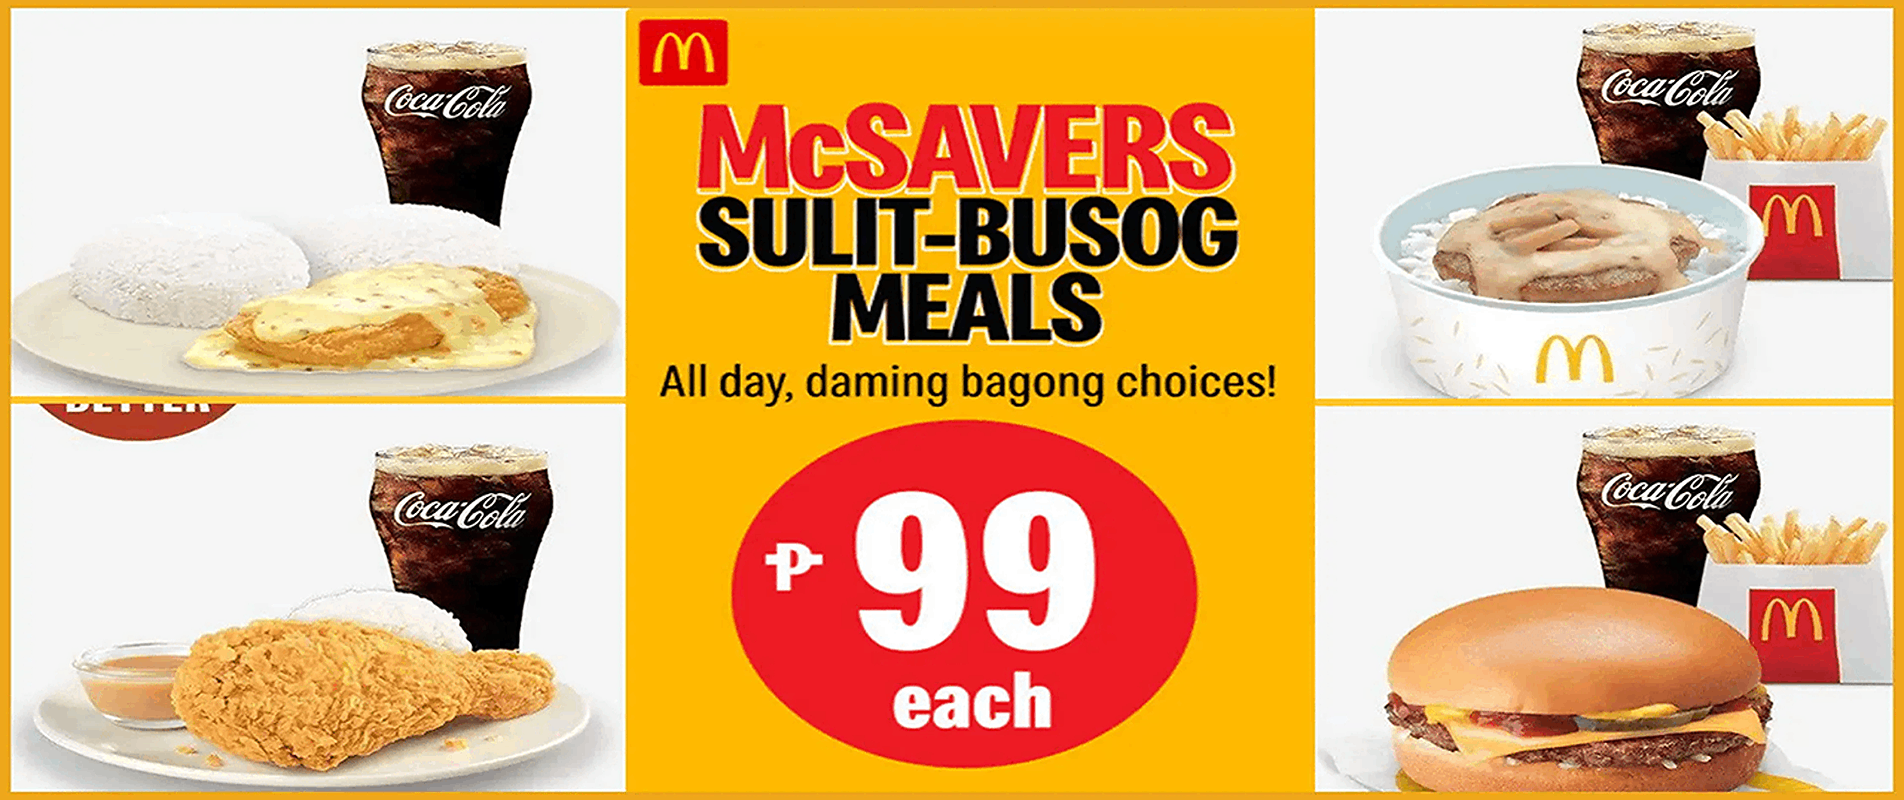 Coca-Cola
McSAVERS
SULIT-BUSOG
MEALS
All day, daming bagong choices!
₱ 99
each
Coca-Cola
BETTER
Coca-Cola
Coca-Cola